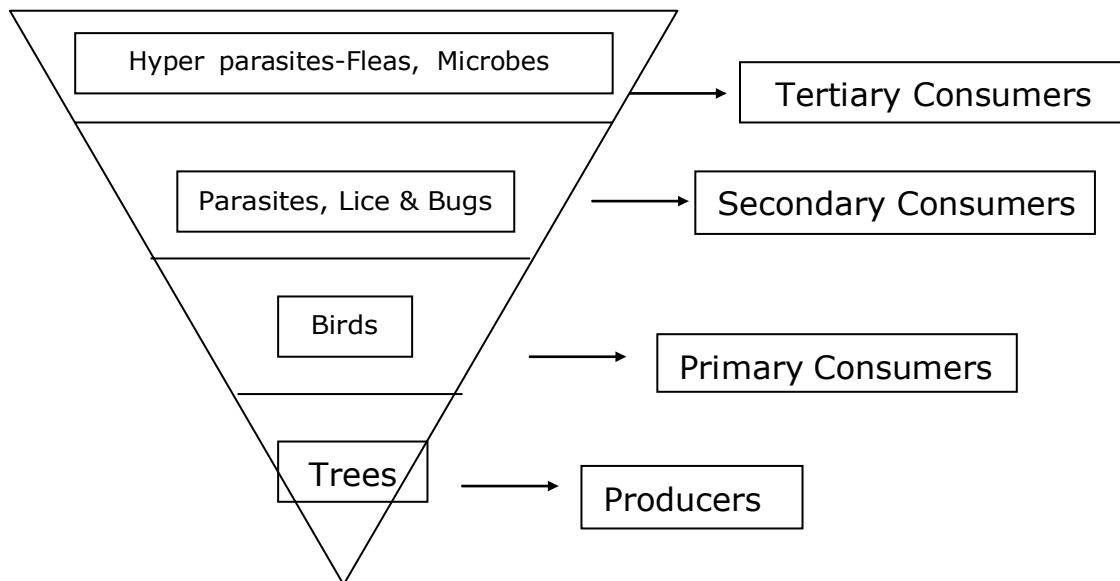 Hyper parasites-Fleas, Microbes
Tertiary Consumers
Parasites, Lice & Bugs
Secondary Consumers
Birds
Primary Consumers
Trees
Producers